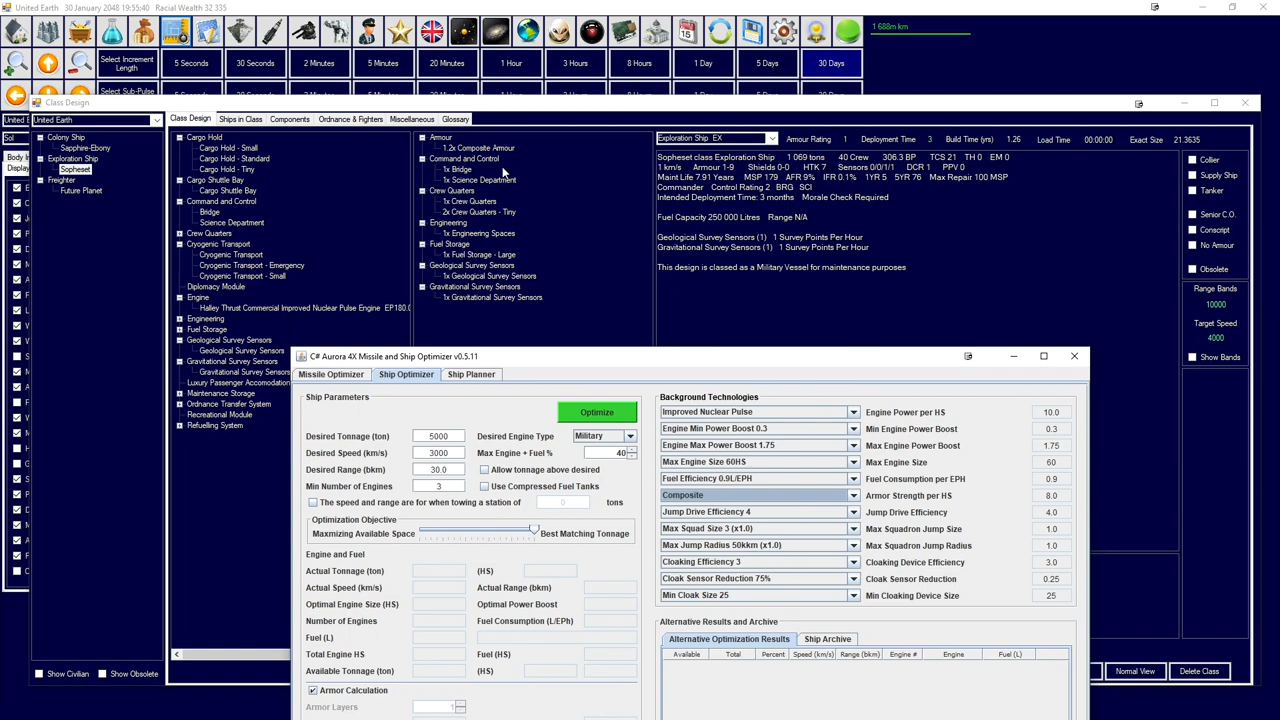 United Earth   30 January 2048 19:55:40   Racial Wealth 32 335
1 688m km
Select Increment Length
5 Seconds
30 Seconds
2 Minutes
5 Minutes
20 Minutes
1 Hour
3 Hours
8 Hours
1 Day
5 Days
30 Days
Select Sub-Pulse
Class Design
United Earth
Colony Ship
Sapphire-Ebony
Exploration Ship
Sopheset
Freighter
Future Planet
Show Civilian
Show Obsolete
Class Design
Ships in Class
Components
Ordnance & Fighters
Miscellaneous
Glossary
Cargo Hold
Cargo Hold - Small
Cargo Hold - Standard
Cargo Hold - Tiny
Cargo Shuttle Bay
Cargo Shuttle Bay
Command and Control
Bridge
Science Department
Crew Quarters
Cryogenic Transport
Cryogenic Transport
Cryogenic Transport - Emergency
Cryogenic Transport - Small
Diplomacy Module
Engine
Halley Thrust Commercial Improved Nuclear Pulse Engine  EP180.0
Engineering
Fuel Storage
Geological Survey Sensors
Geological Survey Sensors
Gravitational Survey Sensors
Gravitational Survey Sensors
Luxury Passenger Accomodation
Maintenance Storage
Ordnance Transfer System
Recreational Module
Refuelling System
Armour
1.2x Composite Armour
Command and Control
1x Bridge
1x Science Department
Crew Quarters
1x Crew Quarters
2x Crew Quarters - Tiny
Engineering
1x Engineering Spaces
Fuel Storage
1x Fuel Storage - Large
Geological Survey Sensors
1x Geological Survey Sensors
Gravitational Survey Sensors
1x Gravitational Survey Sensors
Exploration Ship  EX
Armour Rating   1   Deployment Time   3   Build Time (yrs)   1.26   Load Time   00:00:00   Exact Size   21.3635
Sopheset class Exploration Ship   1 069 tons   40 Crew   306.3 BP   TCS 21   TH 0   EM 0
1 km/s   Armour 1-9   Shields 0-0   HTK 7   Sensors 0/0/1/1   DCR 1   PPV 0
Maint Life 7.91 Years   MSP 179   AFR 9%   IFR 0.1%   1YR 5   5YR 76   Max Repair 100 MSP
Commander   Control Rating 2   BRG   SCI
Intended Deployment Time: 3 months   Morale Check Required
Fuel Capacity 250 000 Litres   Range N/A
Geological Survey Sensors (1)   1 Survey Points Per Hour
Gravitational Survey Sensors (1)   1 Survey Points Per Hour
This design is classed as a Military Vessel for maintenance purposes
Collier
Supply Ship
Tanker
Senior C.O.
Conscript
No Armour
Obsolete
Range Bands
10000
Target Speed
4000
Show Bands
Normal View
Delete Class
C# Aurora 4X Missile and Ship Optimizer v0.5.11
Missile Optimizer
Ship Optimizer
Ship Planner
Ship Parameters
Optimize
Desired Tonnage (ton)   5000   Desired Engine Type   Military
Desired Speed (km/s)   3000   Max Engine + Fuel %   40
Desired Range (bkm)   30.0   Allow tonnage above desired
Min Number of Engines   3   Use Compressed Fuel Tanks
The speed and range are for when towing a station of   0   tons
Optimization Objective
Maximizing Available Space   Best Matching Tonnage
Engine and Fuel
Actual Tonnage (ton)   (HS)
Actual Speed (km/s)   Actual Range (bkm)
Optimal Engine Size (HS)   Optimal Power Boost
Number of Engines   Fuel Consumption (L/EPh)
Fuel (L)
Total Engine HS   Fuel (HS)
Available Tonnage (ton)   (HS)
Armor Calculation
Armor Layers   1
Background Technologies
Improved Nuclear Pulse   Engine Power per HS   10.0
Engine Min Power Boost 0.3   Min Engine Power Boost   0.3
Engine Max Power Boost 1.75   Max Engine Power Boost   1.75
Max Engine Size 60HS   Max Engine Size   60
Fuel Efficiency 0.9L/EPH   Fuel Consumption per EPH   0.9
Composite   Armor Strength per HS   8.0
Jump Drive Efficiency 4   Jump Drive Efficiency   4.0
Max Squad Size 3 (x1.0)   Max Squadron Jump Size   1.0
Max Jump Radius 50kkm (x1.0)   Max Squadron Jump Radius   1.0
Cloaking Efficiency 3   Cloaking Device Efficiency   3.0
Cloak Sensor Reduction 75%   Cloak Sensor Reduction   0.25
Min Cloak Size 25   Min Cloaking Device Size   25
Alternative Results and Archive
Alternative Optimization Results
Ship Archive
Available   Total   Percent   Speed (km/s)   Range (bkm)   Engine #   Engine   Fuel (L)